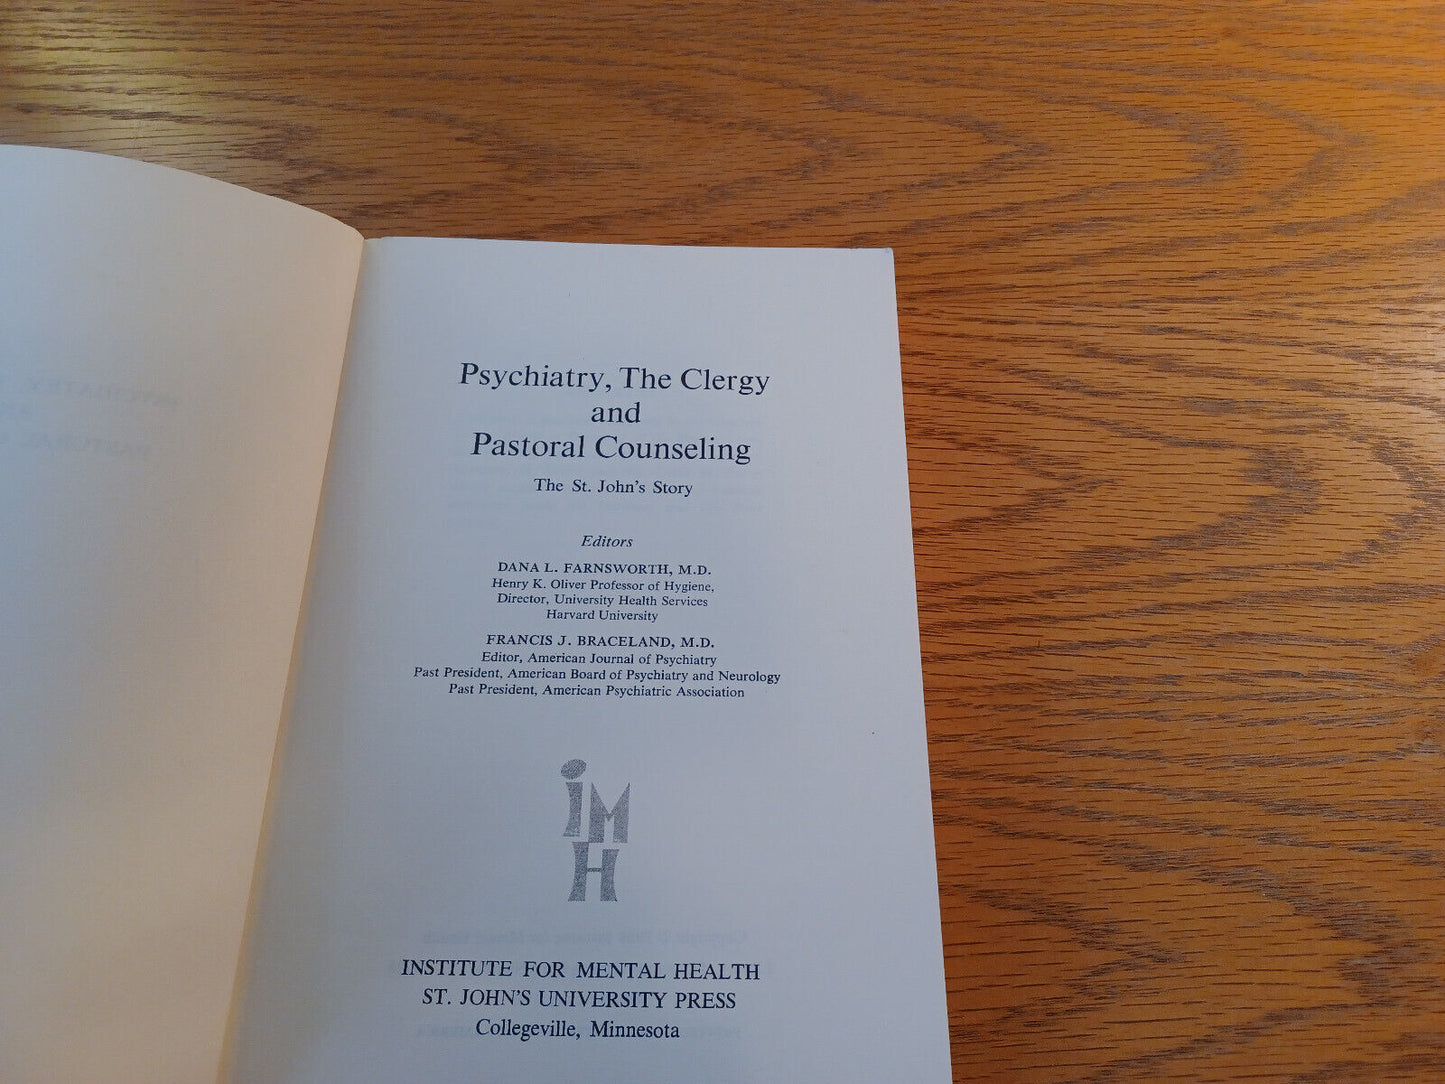 Psychiatry, The Clergy
and
Pastoral Counseling
The St. John's Story
Editors
DANA L. FARNSWORTH, M.D.
Henry K. Oliver Professor of Hygiene,
Director, University Health Services
Harvard University
FRANCIS J. BRACELAND, M.D.
Editor, American Journal of Psychiatry
Past President, American Board of Psychiatry and Neurology
Past President, American Psychiatric Association
iM
H
INSTITUTE FOR MENTAL HEALTH
ST. JOHN'S UNIVERSITY PRESS
Collegeville, Minnesota